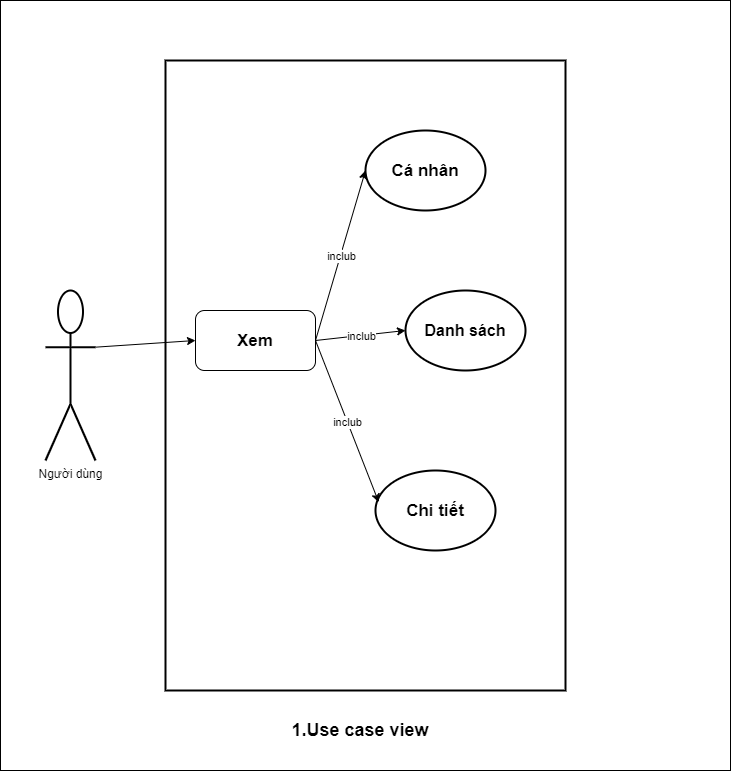 Cá nhân
inclub
Xem
inclub
Danh sách
inclub
Người dùng
Chi tiết
1.Use case view